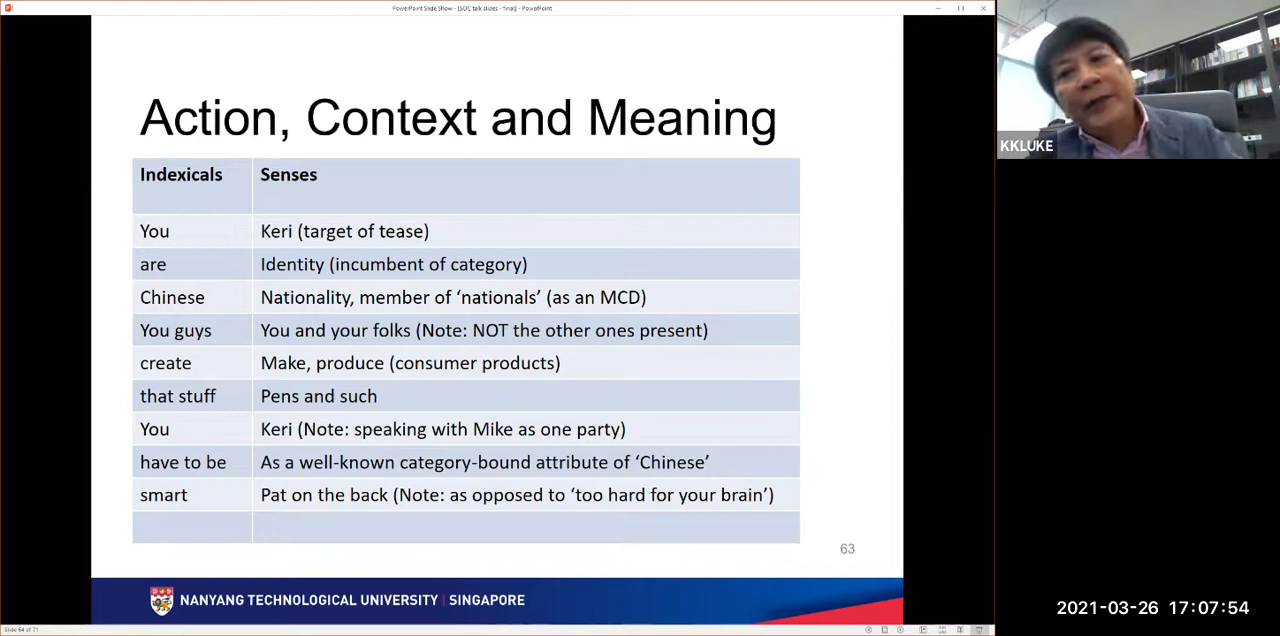 PowerPoint Slide Show - [SOC talk slides - final] - PowerPoint
Action, Context and Meaning
Indexicals Senses
You Keri (target of tease)
are Identity (incumbent of category)
Chinese Nationality, member of ‘nationals’ (as an MCD)
You guys You and your folks (Note: NOT the other ones present)
create Make, produce (consumer products)
that stuff Pens and such
You Keri (Note: speaking with Mike as one party)
have to be As a well-known category-bound attribute of ‘Chinese’
smart Pat on the back (Note: as opposed to ‘too hard for your brain’)
63
NANYANG TECHNOLOGICAL UNIVERSITY | SINGAPORE
Slide 64 of 71
KKLUKE
2021-03-26 17:07:54